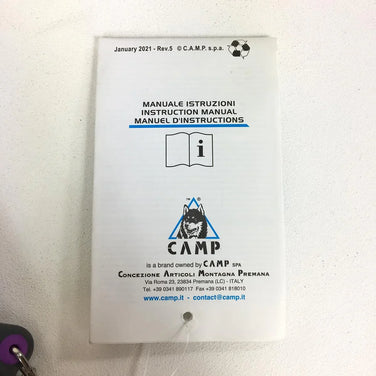 January 2021 - Rev.5 © C.A.M.P. s.p.a.
MANUALE ISTRUZIONI
INSTRUCTION MANUAL
MANUEL D'INSTRUCTIONS
i
™ ®
CAMP
is a brand owned by CAMP SPA
CONCEZIONE ARTICOLI MONTAGNA PREMANA
Via Roma 23, 23834 Premana (LC) - ITALY
Tel. +39 0341 890117 Fax +39 0341 818010
www.camp.it - contact@camp.it